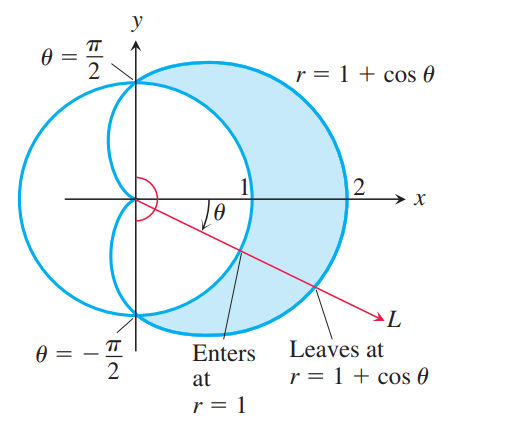 y
θ = π/2
r = 1 + cos θ
1
2
x
θ
L
θ = −π/2
Enters
at
r = 1
Leaves at
r = 1 + cos θ